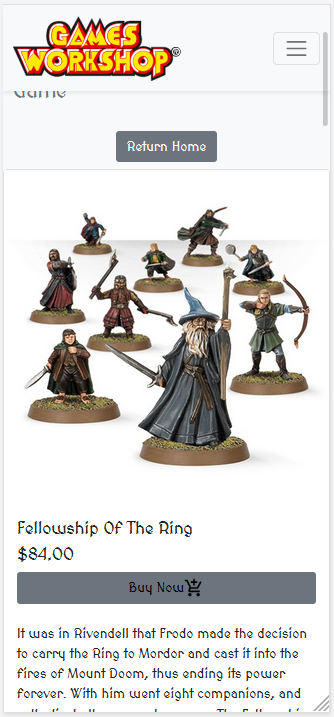 GAMES
WORKSHOP®
Game
Return Home
Fellowship Of The Ring
$84.00
Buy Now
It was in Rivendell that Frodo made the decision
to carry the Ring to Mordor and cast it into the
fires of Mount Doom, thus ending its power
forever. With him went eight companions, and